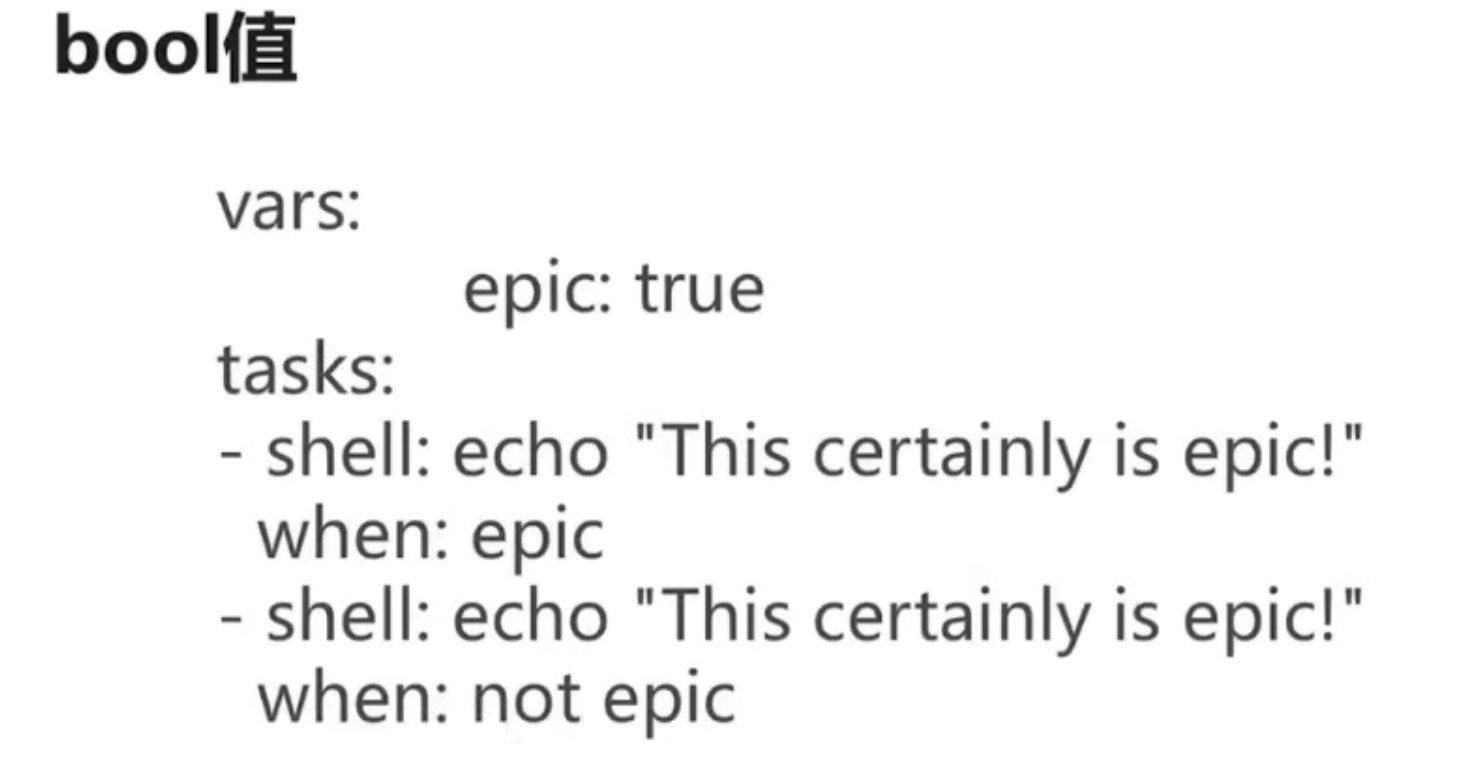 bool值
vars:
epic: true
tasks:
- shell: echo "This certainly is epic!"
when: epic
- shell: echo "This certainly is epic!"
when: not epic